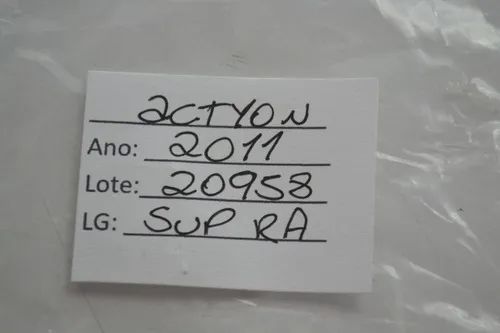 ACTYON
Ano: 2011
Lote: 20958
LG: SUP RA